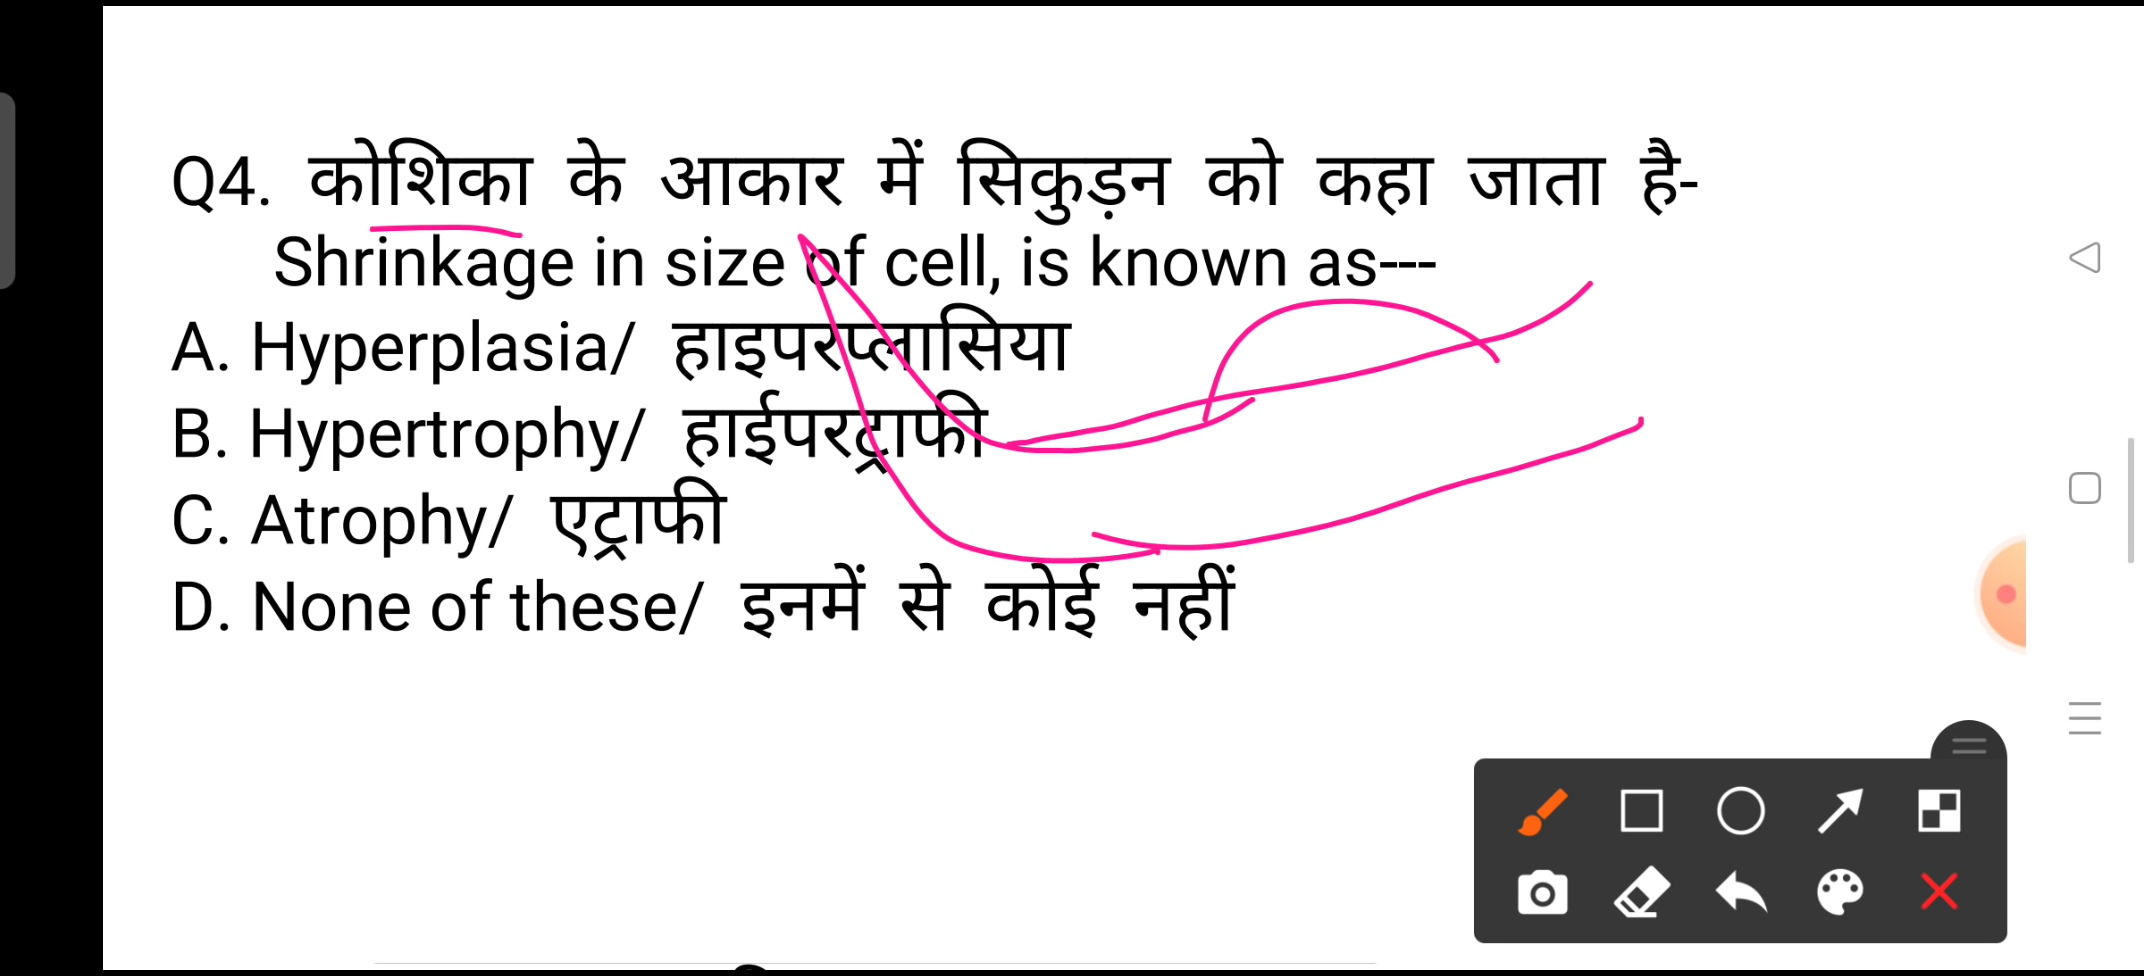 Q4. कोशिका के आकार में सिकुड़न को कहा जाता है-
Shrinkage in size of cell, is known as---
A. Hyperplasia/ हाइपरप्लासिया
B. Hypertrophy/ हाईपरट्राफी
C. Atrophy/ एट्राफी
D. None of these/ इनमें से कोई नहीं